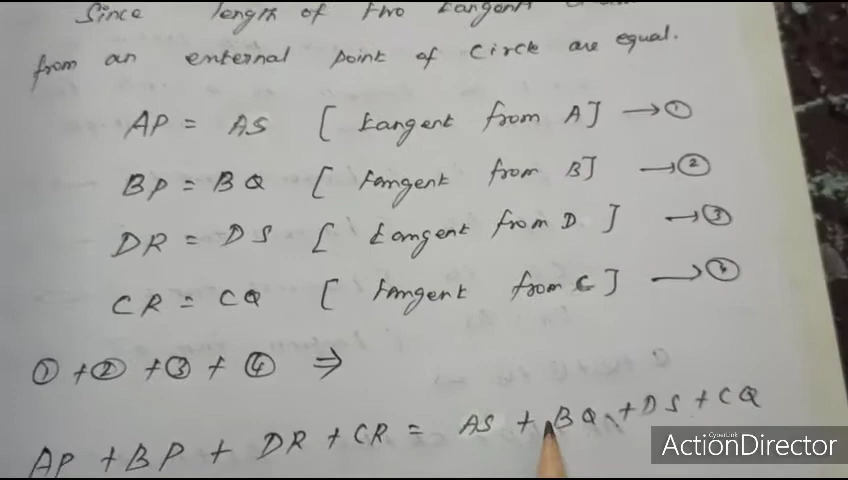 Since length of two tangents
from an external point of circle are equal.
AP = AS [ tangent from A] → ①
BP = BQ [ tangent from B] → ②
DR = DS [ tangent from D ] → ③
CR = CQ [ tangent from C ] →
① + ② + ③ + ④ ⇒
AP + BP + DR + CR = AS + BQ + DS + CQ
CyberLink
ActionDirector